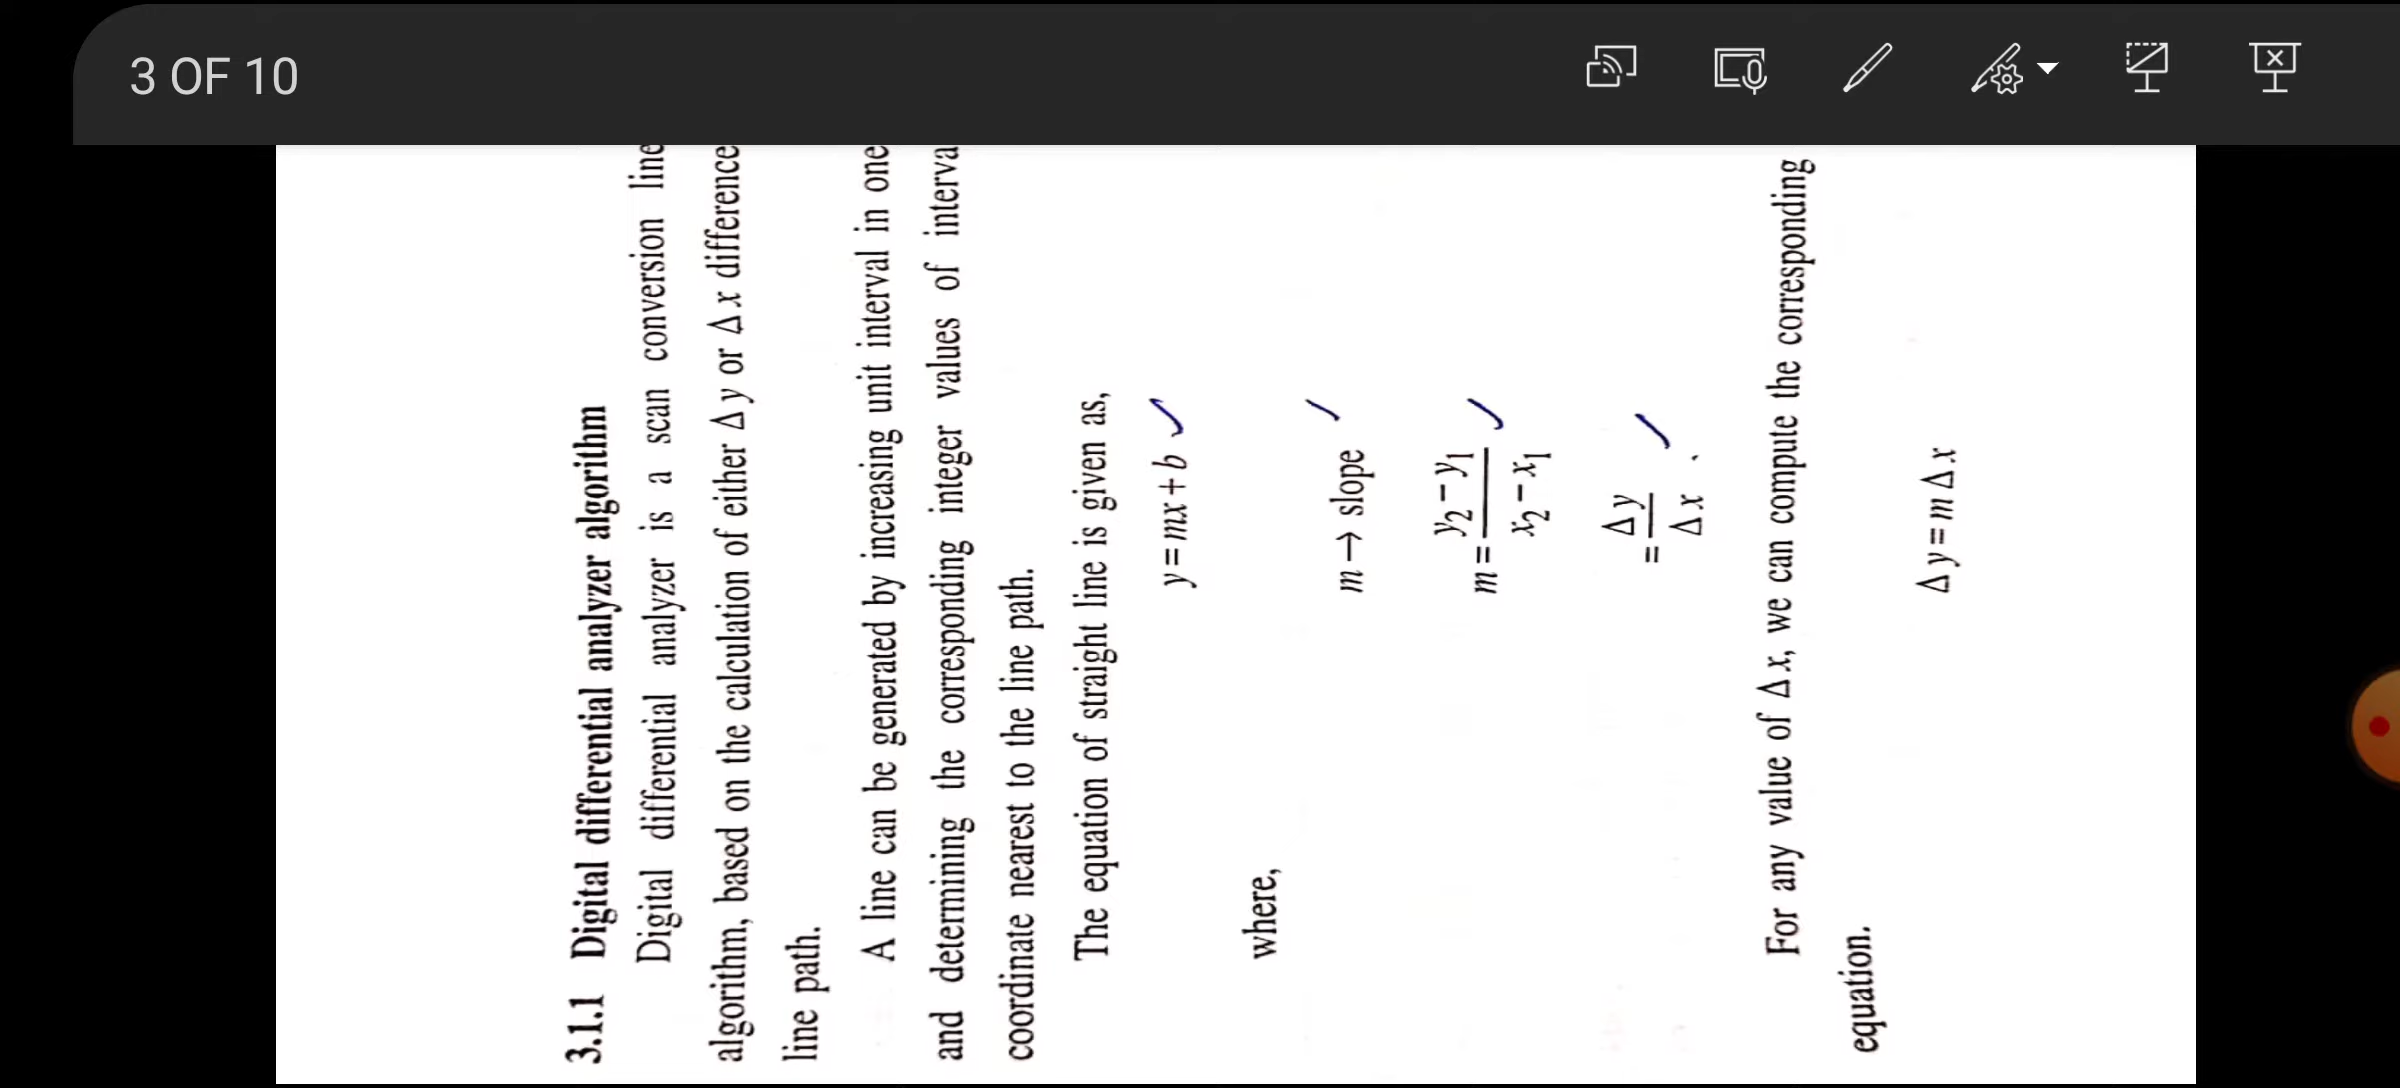 3 OF 10
3.1.1 Digital differential analyzer algorithm
Digital differential analyzer is a scan conversion line
algorithm, based on the calculation of either Δy or Δx difference
line path.
A line can be generated by increasing unit interval in one
and determining the corresponding integer values of interva
coordinate nearest to the line path.
The equation of straight line is given as,
y = mx + b ✓
where,
m → slope
m = y₂ − y₁ / x₂ − x₁ ✓
= Δy / Δx ✓
For any value of Δx, we can compute the corresponding
equation.
Δy = m Δx